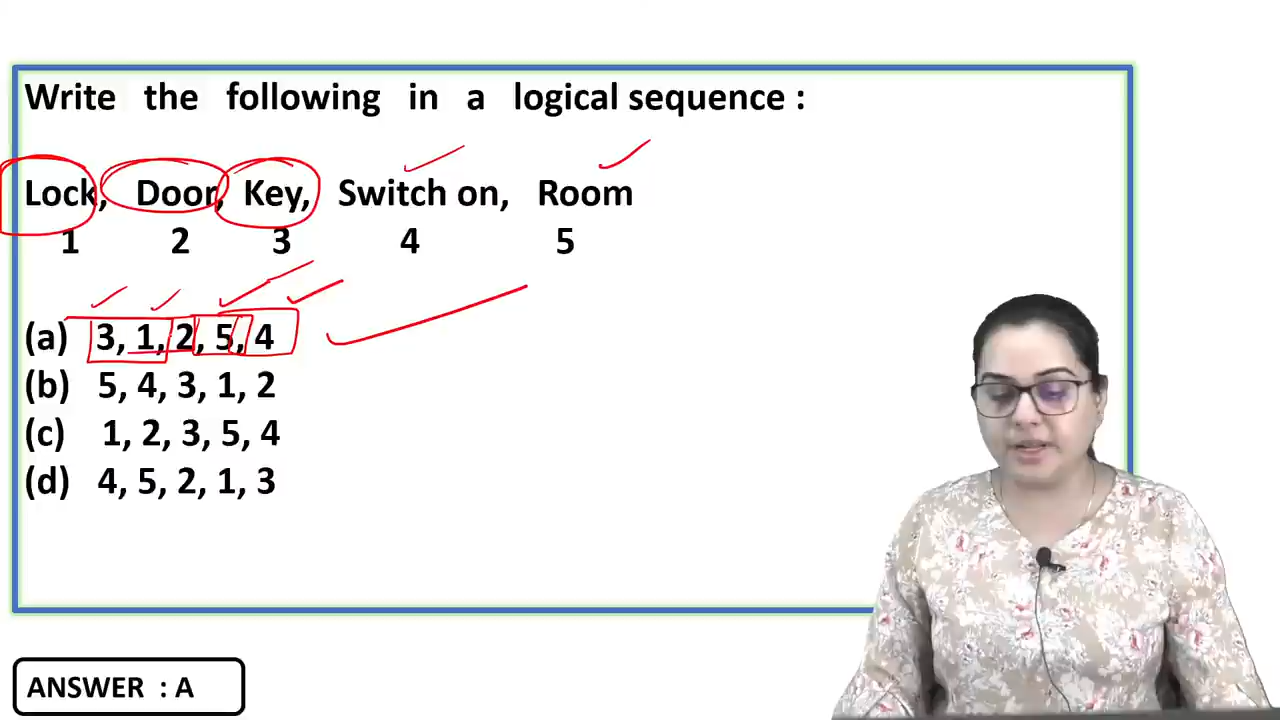 Write the following in a logical sequence :
Lock, Door, Key, Switch on, Room
1 2 3 4 5
(a) 3, 1, 2, 5, 4
(b) 5, 4, 3, 1, 2
(c) 1, 2, 3, 5, 4
(d) 4, 5, 2, 1, 3
ANSWER : A